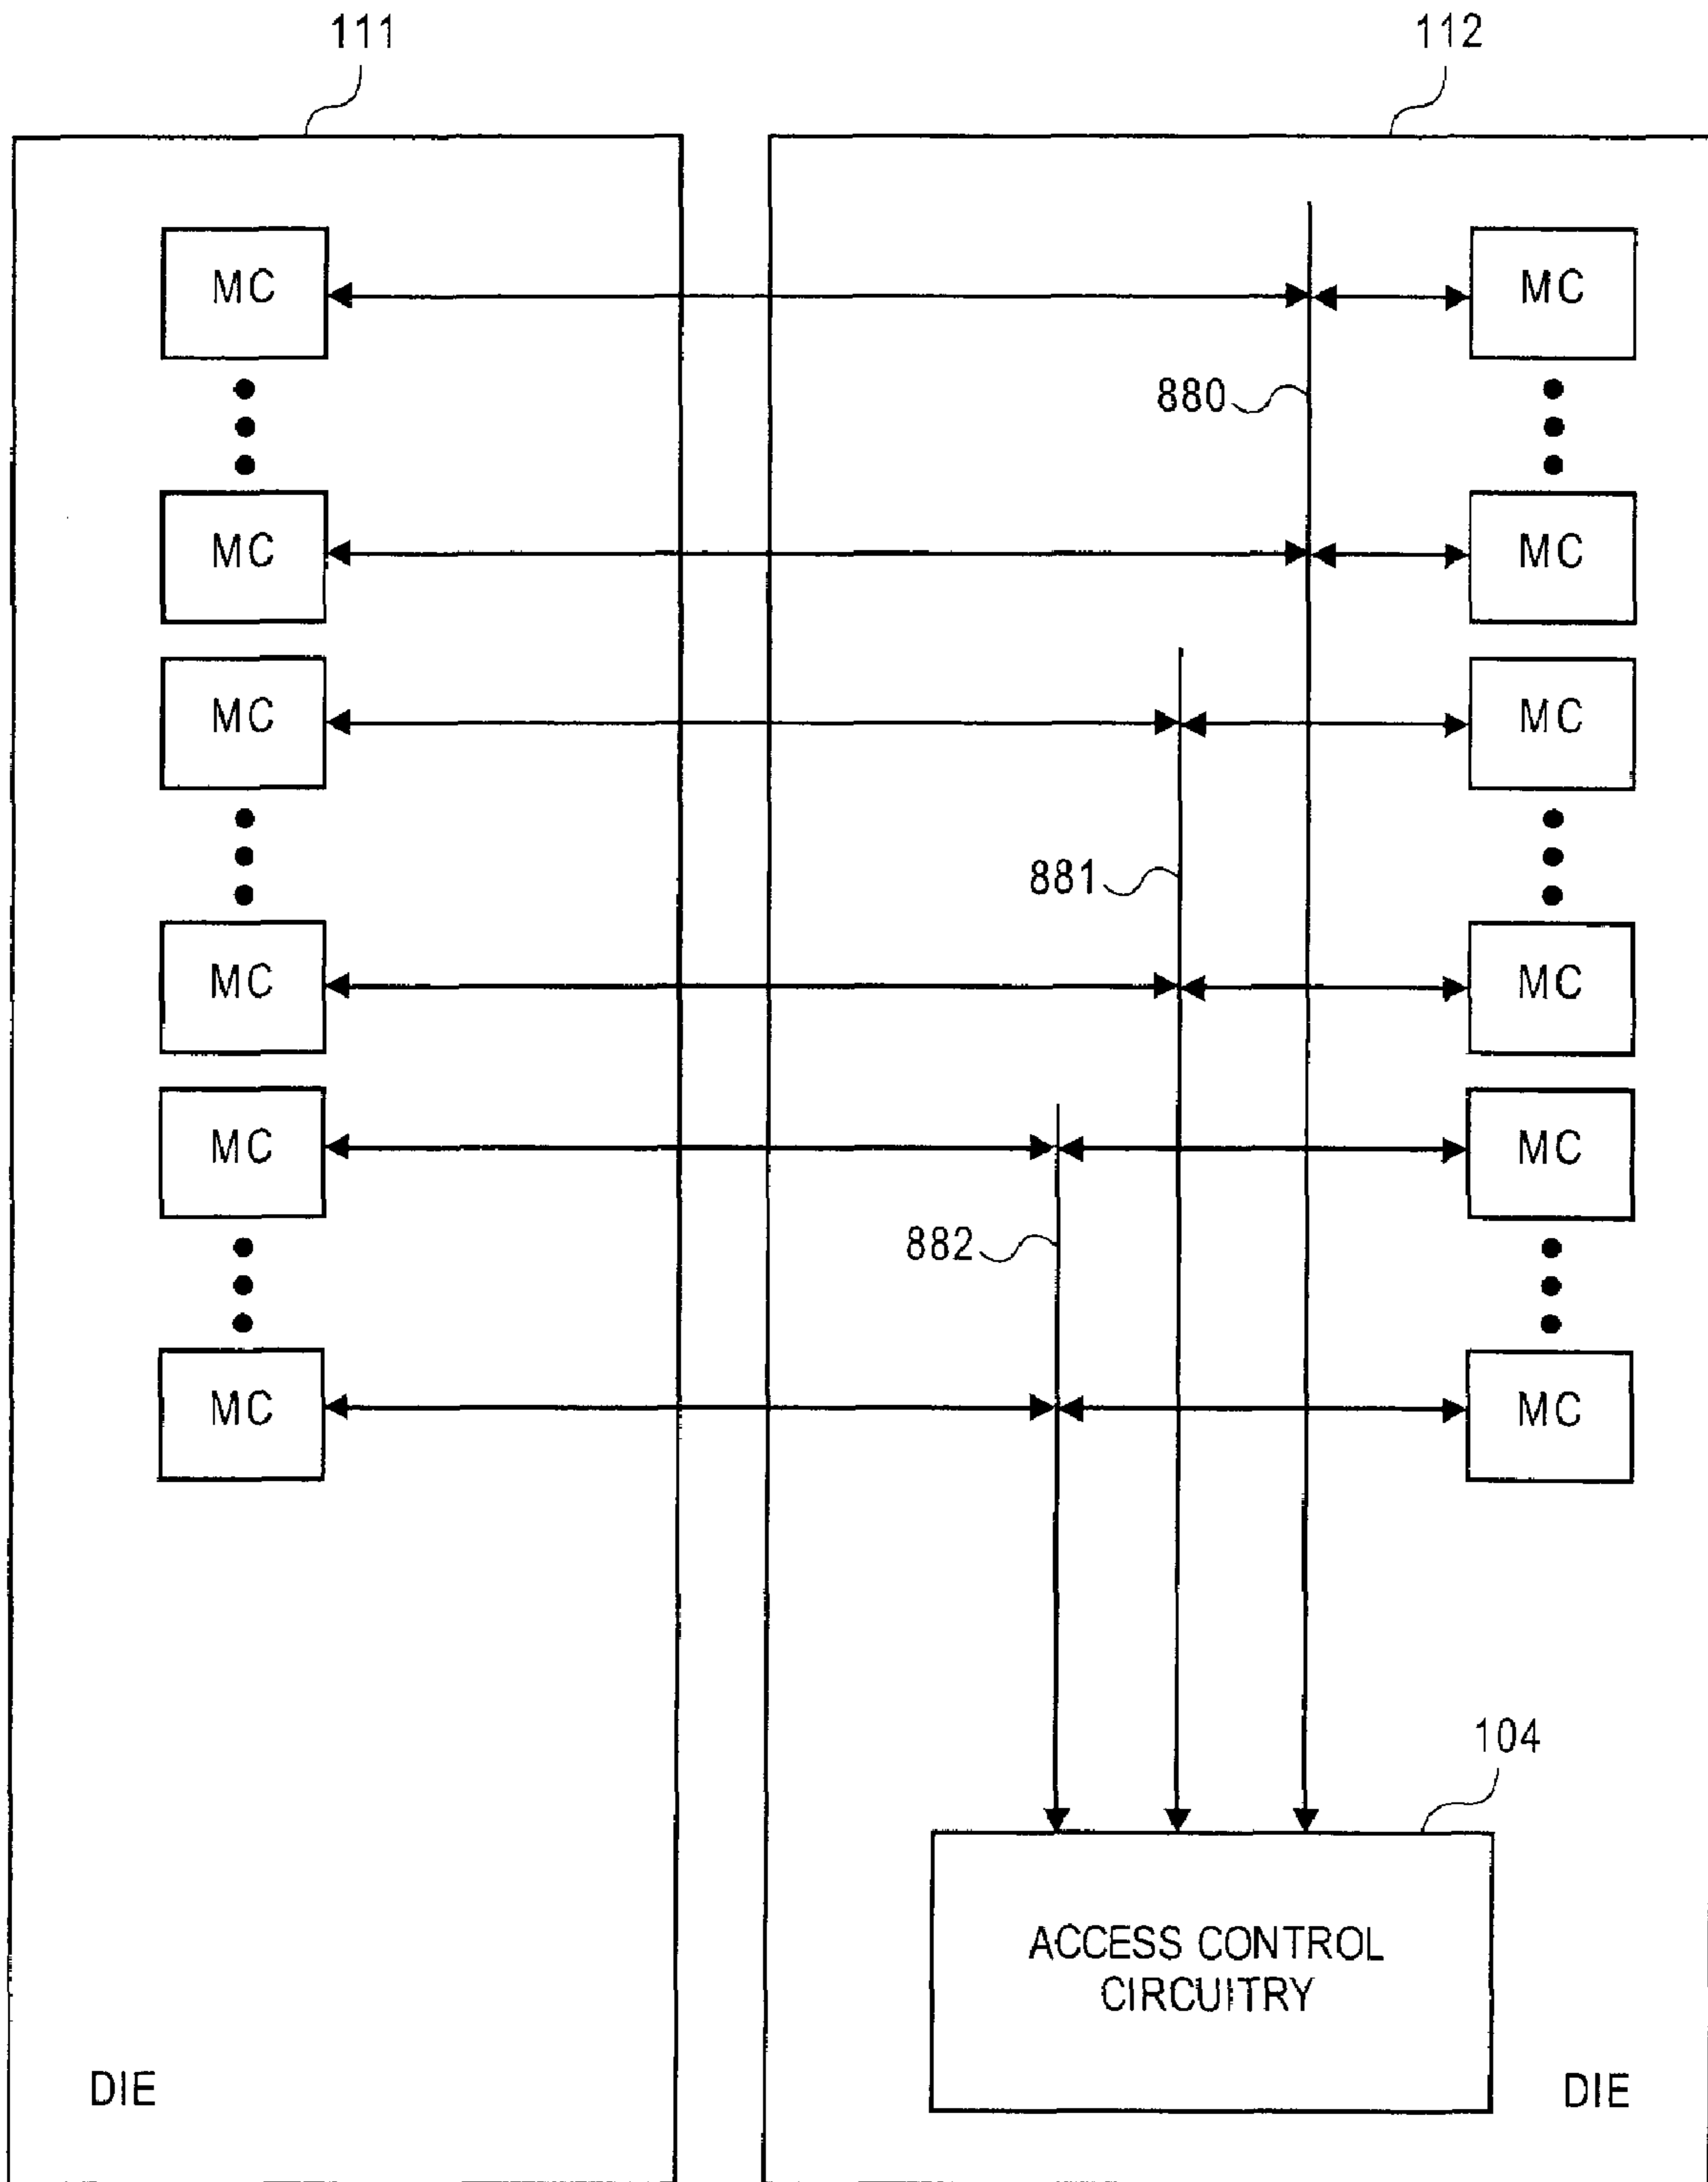 111
112
MC
MC
880
MC
MC
MC
MC
881
MC
MC
MC
MC
882
MC
MC
104
ACCESS CONTROL
CIRCUITRY
DIE
DIE